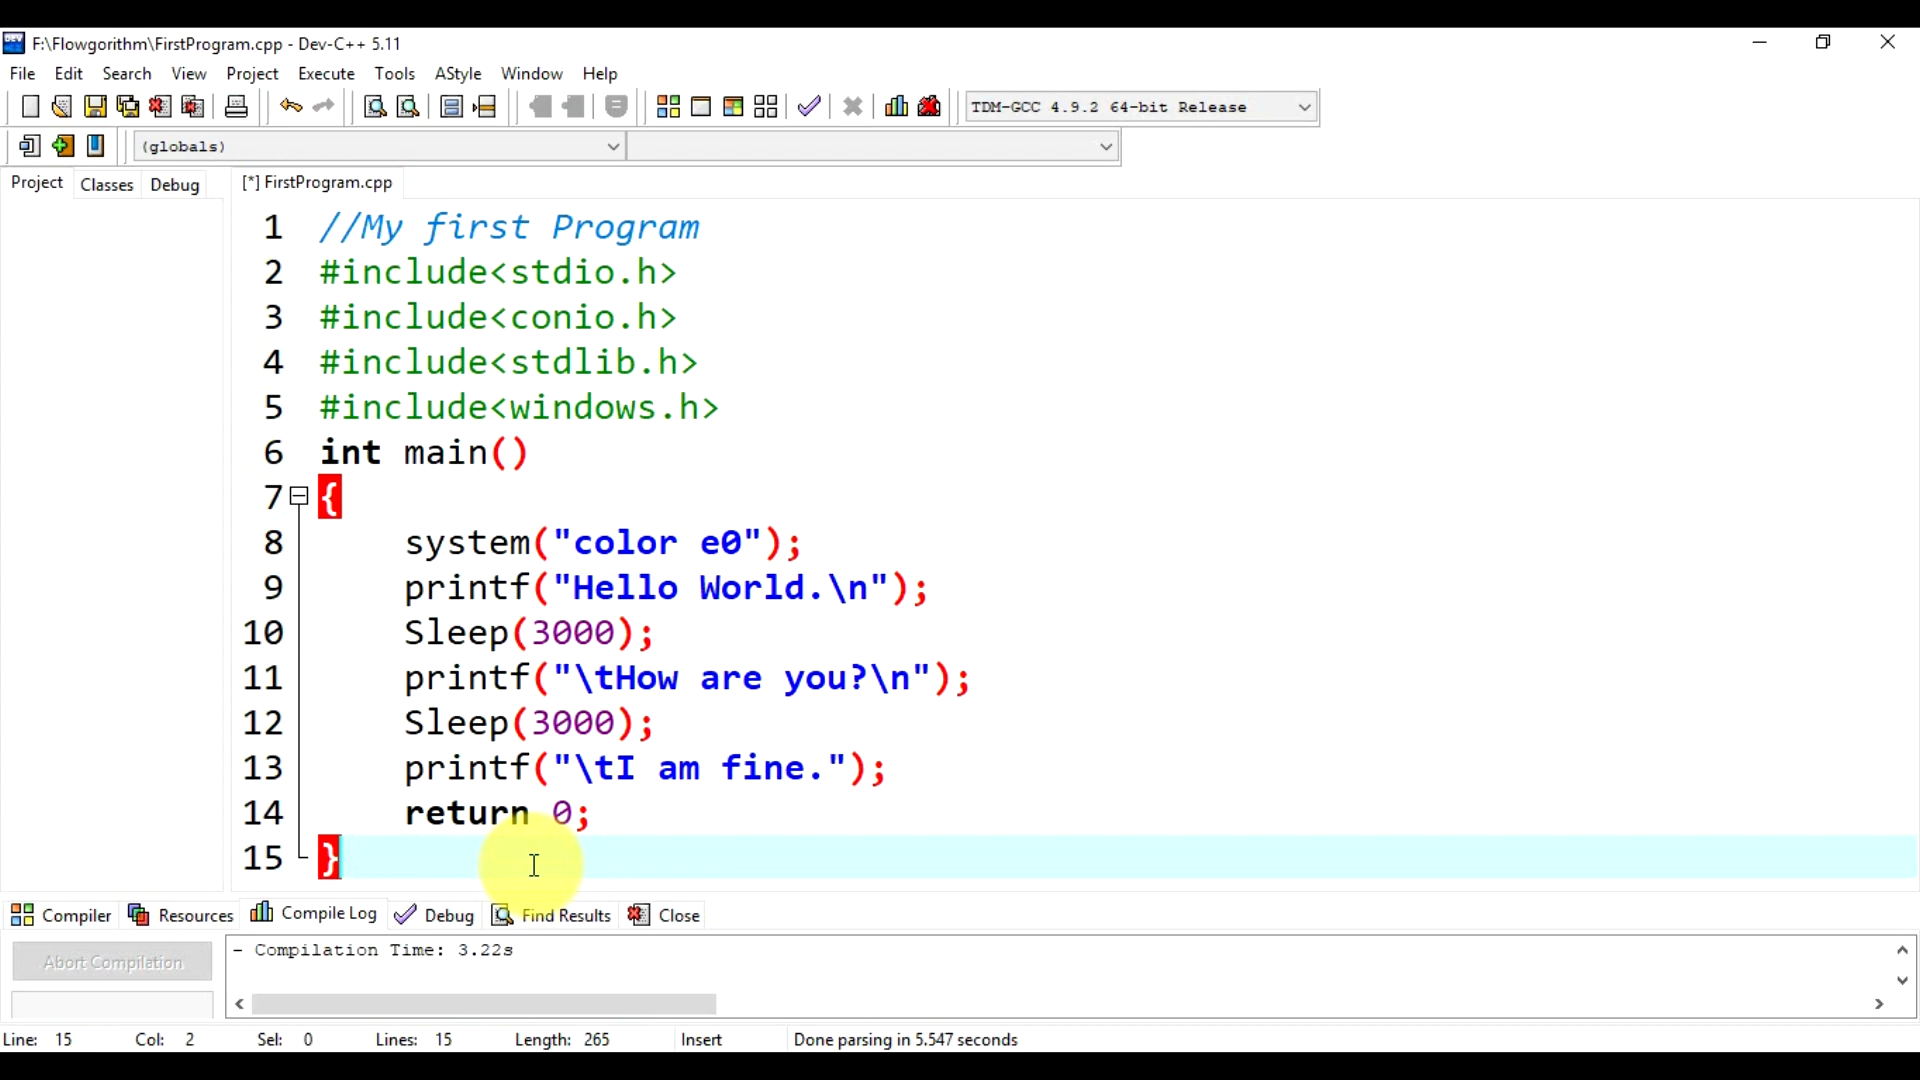 F:\Flowgorithm\FirstProgram.cpp - Dev-C++ 5.11
File Edit Search View Project Execute Tools AStyle Window Help
TDM-GCC 4.9.2 64-bit Release
(globals)
Project Classes Debug [*] FirstProgram.cpp
1 //My first Program
2 #include<stdio.h>
3 #include<conio.h>
4 #include<stdlib.h>
5 #include<windows.h>
6 int main()
7 {
8 system("color e0");
9 printf("Hello World.\n");
10 Sleep(3000);
11 printf("\tHow are you?\n");
12 Sleep(3000);
13 printf("\tI am fine.");
14 return 0;
15 }
Compiler Resources Compile Log Debug Find Results Close
Abort Compilation
- Compilation Time: 3.22s
Line: 15 Col: 2 Sel: 0 Lines: 15 Length: 265 Insert Done parsing in 5.547 seconds